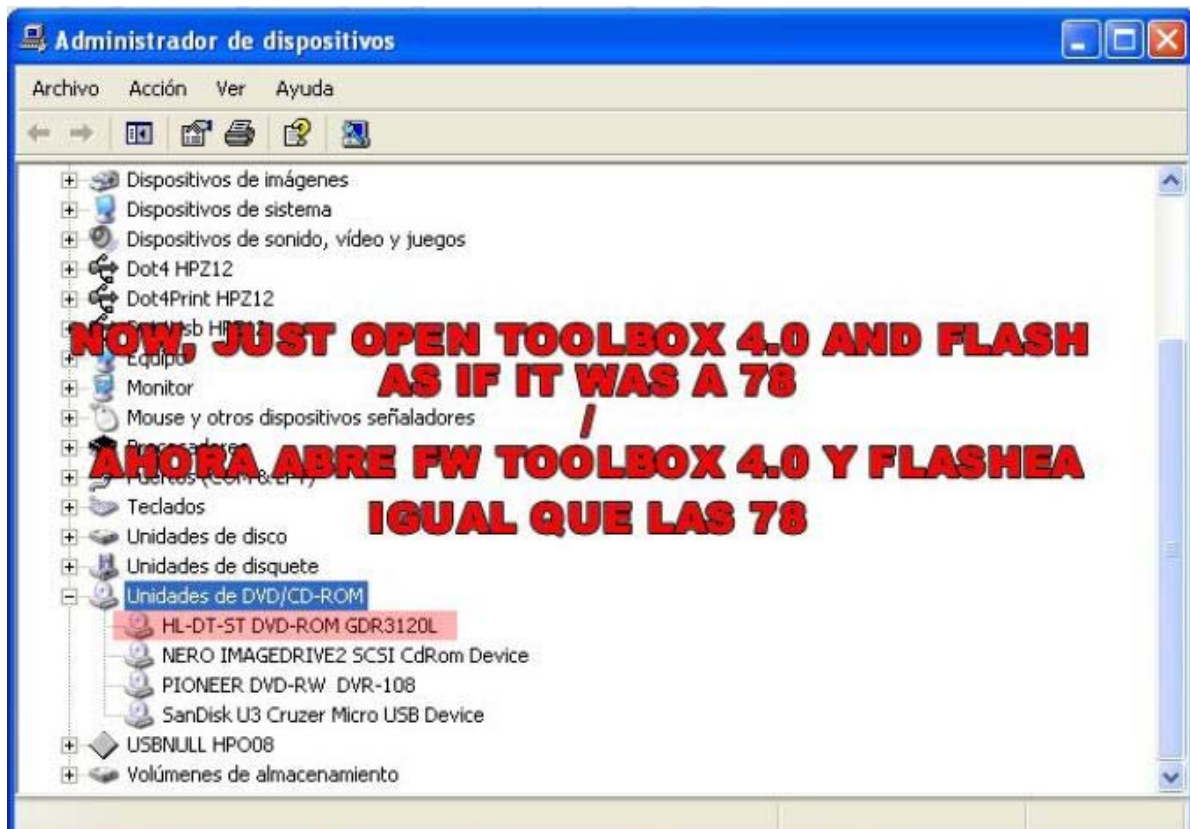 Administrador de dispositivos
Archivo Acción Ver Ayuda
Dispositivos de imágenes
Dispositivos de sistema
Dispositivos de sonido, vídeo y juegos
Dot4 HPZ12
Dot4Print HPZ12
NOW, JUST OPEN TOOLBOX 4.0 AND FLASH
Equipo
AS IF IT WAS A 78
Monitor
Mouse y otros dispositivos señaladores
/
Procesadores
AHORA ABRE FW TOOLBOX 4.0 Y FLASHEA
Puertos (COM & LPT)
Teclados
IGUAL QUE LAS 78
Unidades de disco
Unidades de disquete
Unidades de DVD/CD-ROM
HL-DT-ST DVD-ROM GDR3120L
NERO IMAGEDRIVE2 SCSI CdRom Device
PIONEER DVD-RW DVR-108
SanDisk U3 Cruzer Micro USB Device
USBNULL HPO08
Volúmenes de almacenamiento